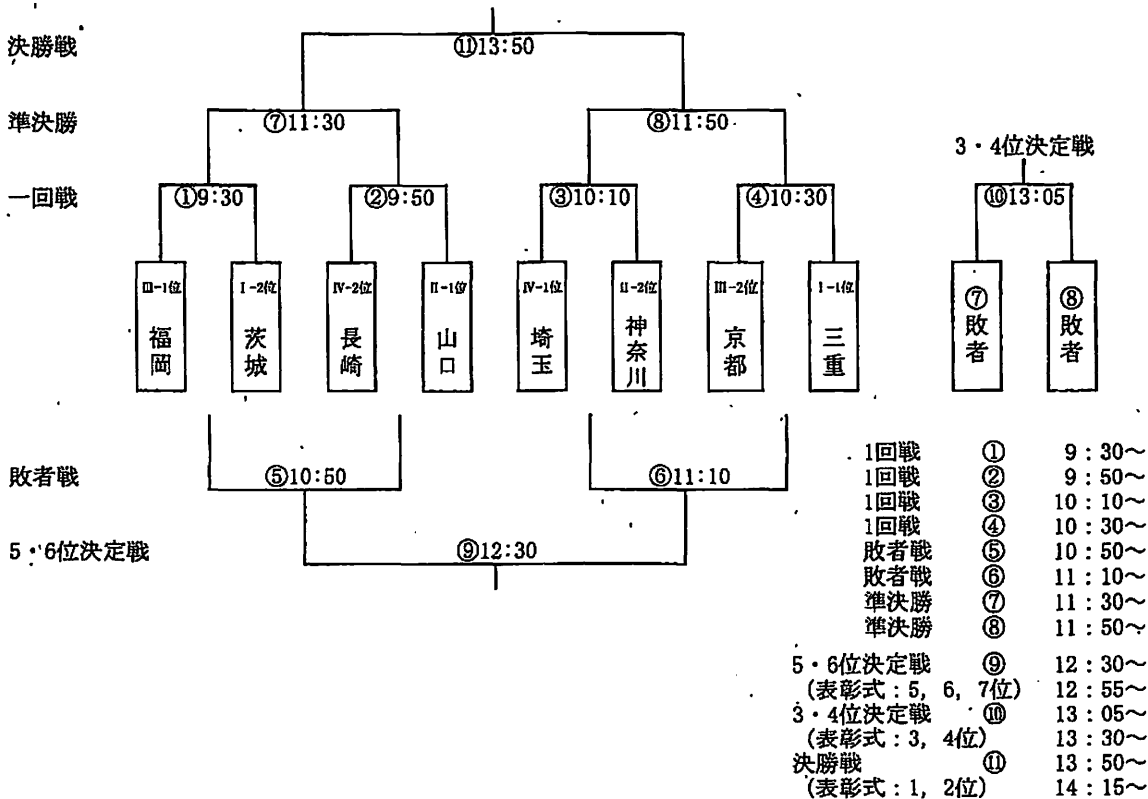 決勝戦
⑪13:50
準決勝
⑦11:30
⑧11:50
3・4位決定戦
一回戦
①9:30
②9:50
③10:10
④10:30
⑩13:05
Ⅲ-1位
福岡
Ⅰ-2位
茨城
Ⅳ-2位
長崎
Ⅱ-1位
山口
Ⅳ-1位
埼玉
Ⅱ-2位
神奈川
Ⅲ-2位
京都
Ⅰ-1位
三重
⑦敗者
⑧敗者
敗者戦
⑤10:50
⑥11:10
5・6位決定戦
⑨12:30
1回戦 ① 9:30~
1回戦 ② 9:50~
1回戦 ③ 10:10~
1回戦 ④ 10:30~
敗者戦 ⑤ 10:50~
敗者戦 ⑥ 11:10~
準決勝 ⑦ 11:30~
準決勝 ⑧ 11:50~
5・6位決定戦 ⑨ 12:30~
(表彰式:5, 6, 7位) 12:55~
3・4位決定戦 ⑩ 13:05~
(表彰式:3, 4位) 13:30~
決勝戦 ⑪ 13:50~
(表彰式:1, 2位) 14:15~